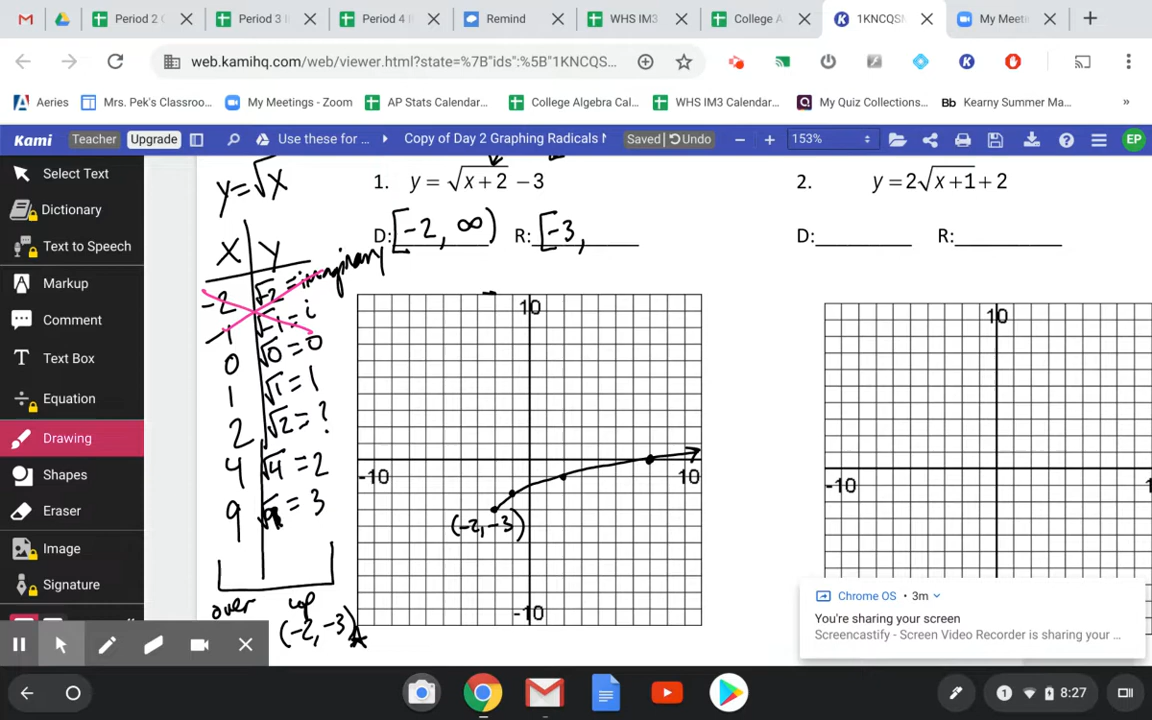 Period 2 Period 3 I Period 4 I Remind WHS IM3 College A 1KNCQSN My Meeti
web.kamihq.com/web/viewer.html?state=%7B"ids":%5B"1KNCQS...
Aeries Mrs. Pek's Classroo... My Meetings - Zoom AP Stats Calendar... College Algebra Cal... WHS IM3 Calendar... My Quiz Collections... Bb Kearny Summer Ma... »
Kami Teacher Upgrade Use these for ... Copy of Day 2 Graphing Radicals N Saved Undo 153% EP
Select Text
Dictionary
Text to Speech
Markup
Comment
Text Box
Equation
Drawing
Shapes
Eraser
Image
Signature
y=√x
1. y = √x + 2 − 3
D: [-2, ∞) R: [-3,
X Y
-2 √-2 = imaginary
-1 √-1 = i
0 √0 = 0
1 √1 = 1
2 √2 = ?
4 √4 = 2
9 √9 = 3
over up
(-2, -3)
10
-10 10
(-2, -3)
-10
2. y = 2√x + 1 + 2
D: R:
10
-10 1
Chrome OS • 3m
You're sharing your screen
Screencastify - Screen Video Recorder is sharing your ...
1 8:27